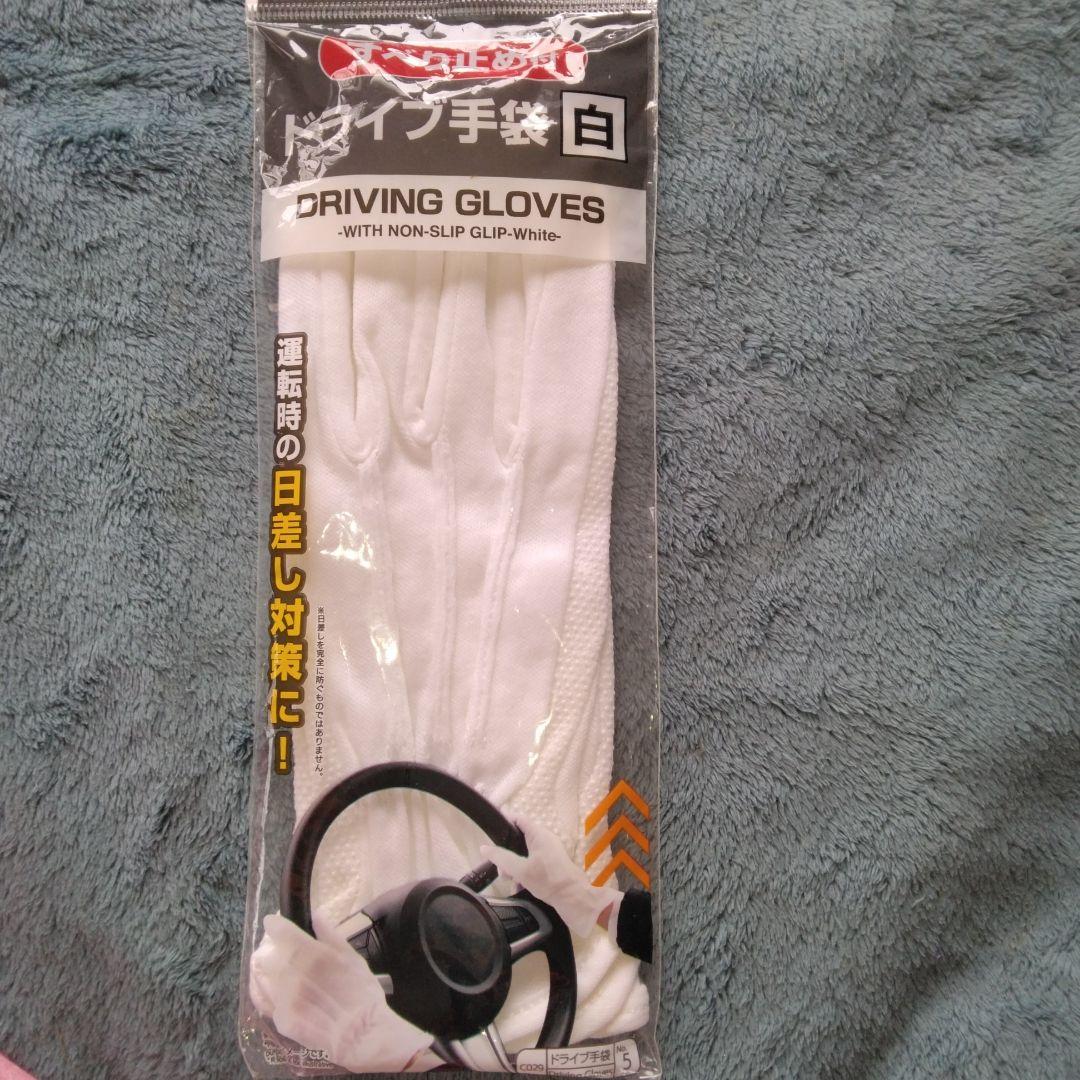 すべり止め付
ドライブ手袋 白
DRIVING GLOVES
-WITH NON-SLIP GLIP-White-
運転時の日差し対策に!
※日差しを完全に防ぐものではありません。
C029
ドライブ手袋
Driving Gloves
No.
5